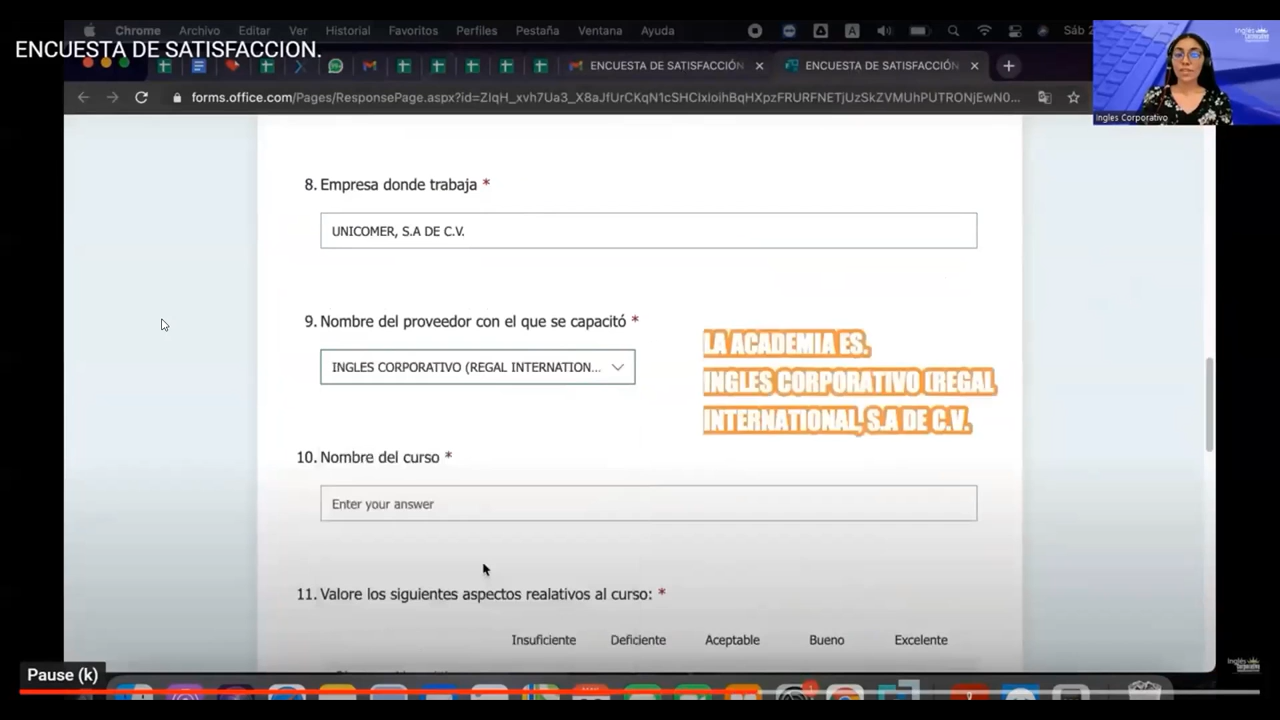 Chrome Archivo Editar Ver Historial Favoritos Perfiles Pestaña Ventana Ayuda A Sáb 2
ENCUESTA DE SATISFACCION.
ENCUESTA DE SATISFACCIÓN ENCUESTA DE SATISFACCIÓN
forms.office.com/Pages/ResponsePage.aspx?id=ZIqH_xvh7Ua3_X8aJfUrCKqN1cSHCIxioihBqHXpzFRURFNETjUzSkZVMUhPUTRONjEwN0...
Ingles Corporativo
8. Empresa donde trabaja *
UNICOMER, S.A DE C.V.
9. Nombre del proveedor con el que se capacitó *
INGLES CORPORATIVO (REGAL INTERNATION...
LA ACADEMIA ES.
INGLES CORPORATIVO (REGAL
INTERNATIONAL, S.A DE C.V.
10. Nombre del curso *
Enter your answer
11. Valore los siguientes aspectos realativos al curso: *
Insuficiente Deficiente Aceptable Bueno Excelente
Pause (k)